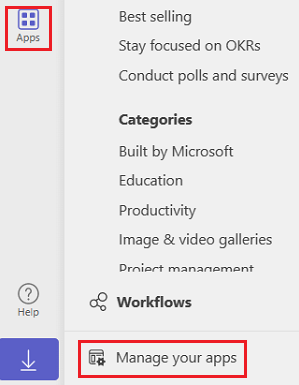 Apps
Best selling
Stay focused on OKRs
Conduct polls and surveys
Categories
Built by Microsoft
Education
Productivity
Image & video galleries
Project management
Workflows
Help
Manage your apps